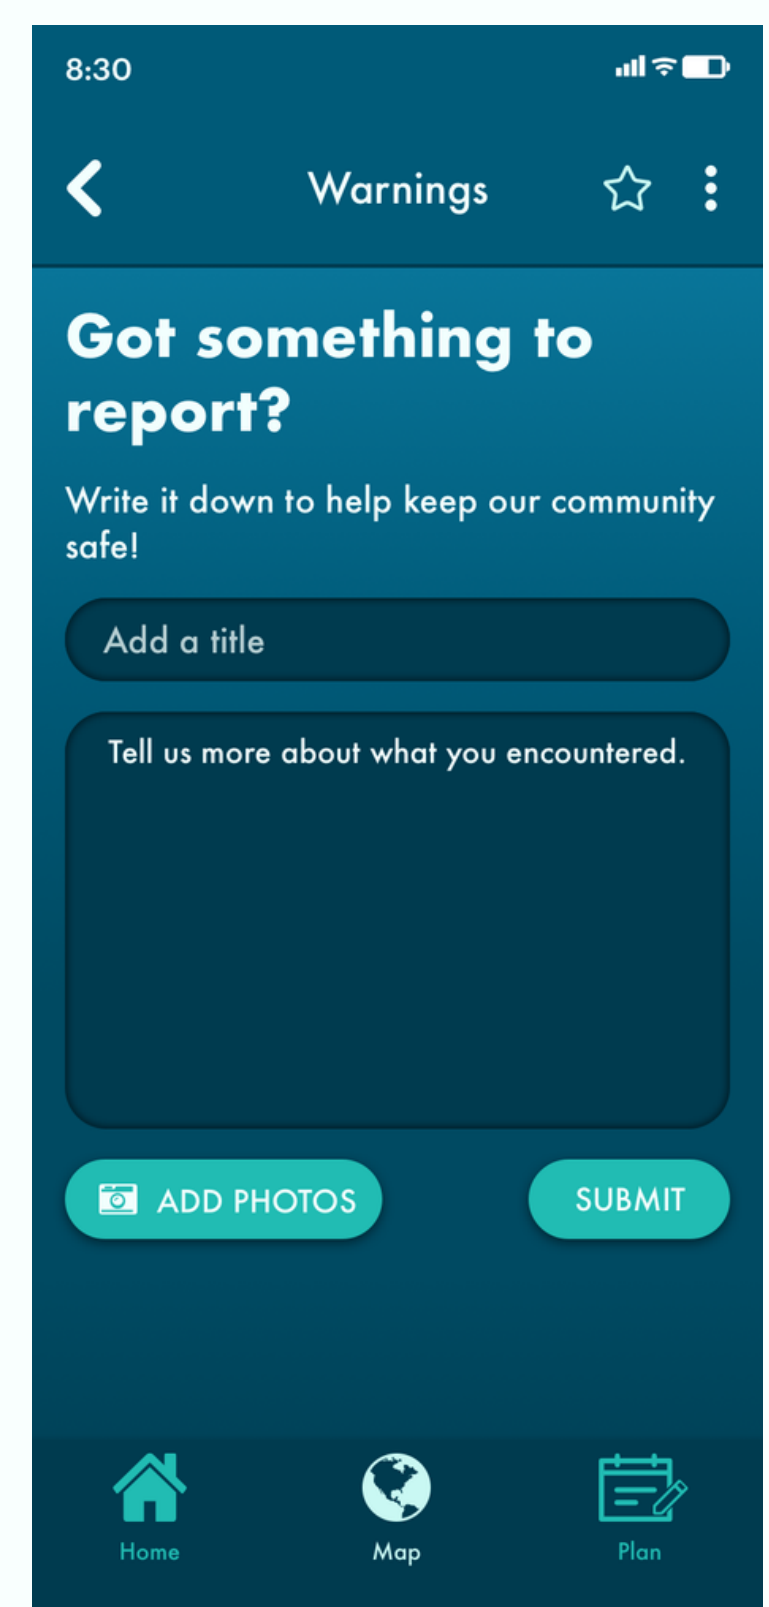 8:30
Warnings
Got something to
report?
Write it down to help keep our community
safe!
Add a title
Tell us more about what you encountered.
ADD PHOTOS
SUBMIT
Home
Map
Plan